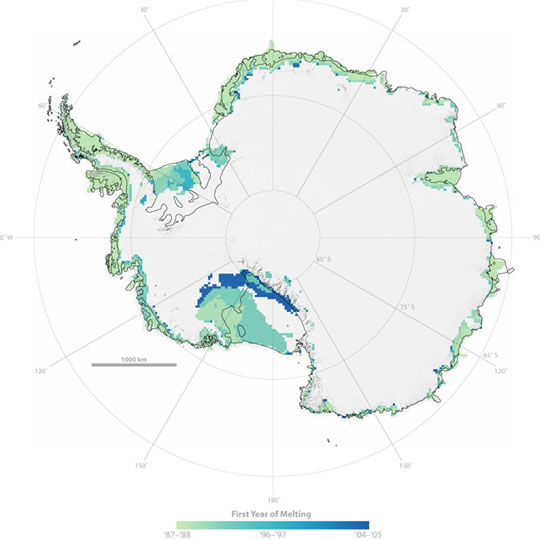 30°
30°
60°
60°
0° W
90
85° S
75° S
1000 km
65° S
120°
120°
150°
150°
180°
First Year of Melting
'87–'88 '96–'97 '04–'05